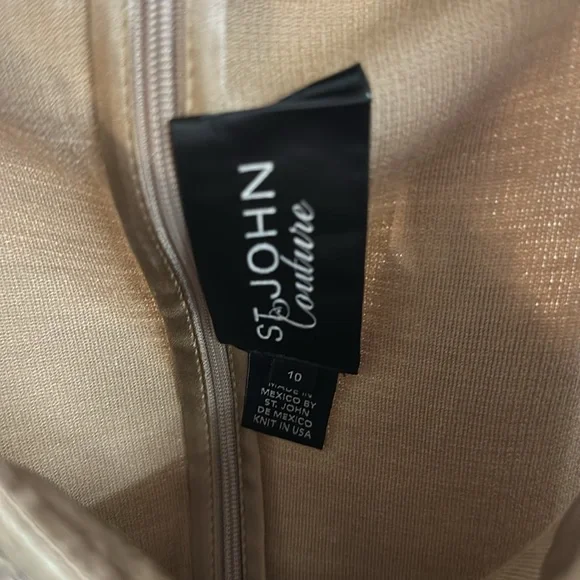 ST. JOHN
Couture
10
MADE IN
MEXICO BY
ST. JOHN
DE MEXICO
KNIT IN USA